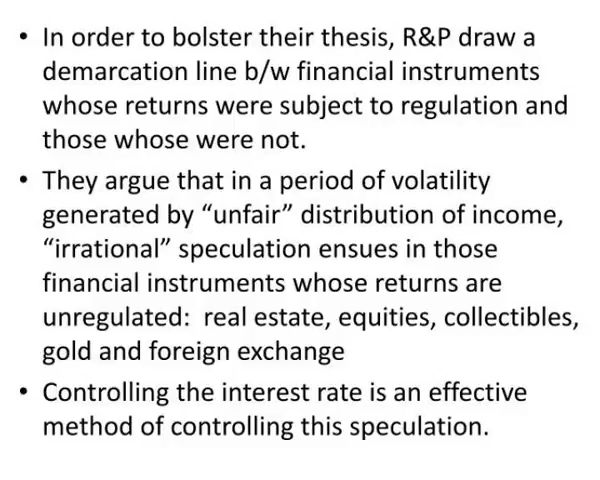 • In order to bolster their thesis, R&P draw a
demarcation line b/w financial instruments
whose returns were subject to regulation and
those whose were not.
• They argue that in a period of volatility
generated by “unfair” distribution of income,
“irrational” speculation ensues in those
financial instruments whose returns are
unregulated:  real estate, equities, collectibles,
gold and foreign exchange
• Controlling the interest rate is an effective
method of controlling this speculation.